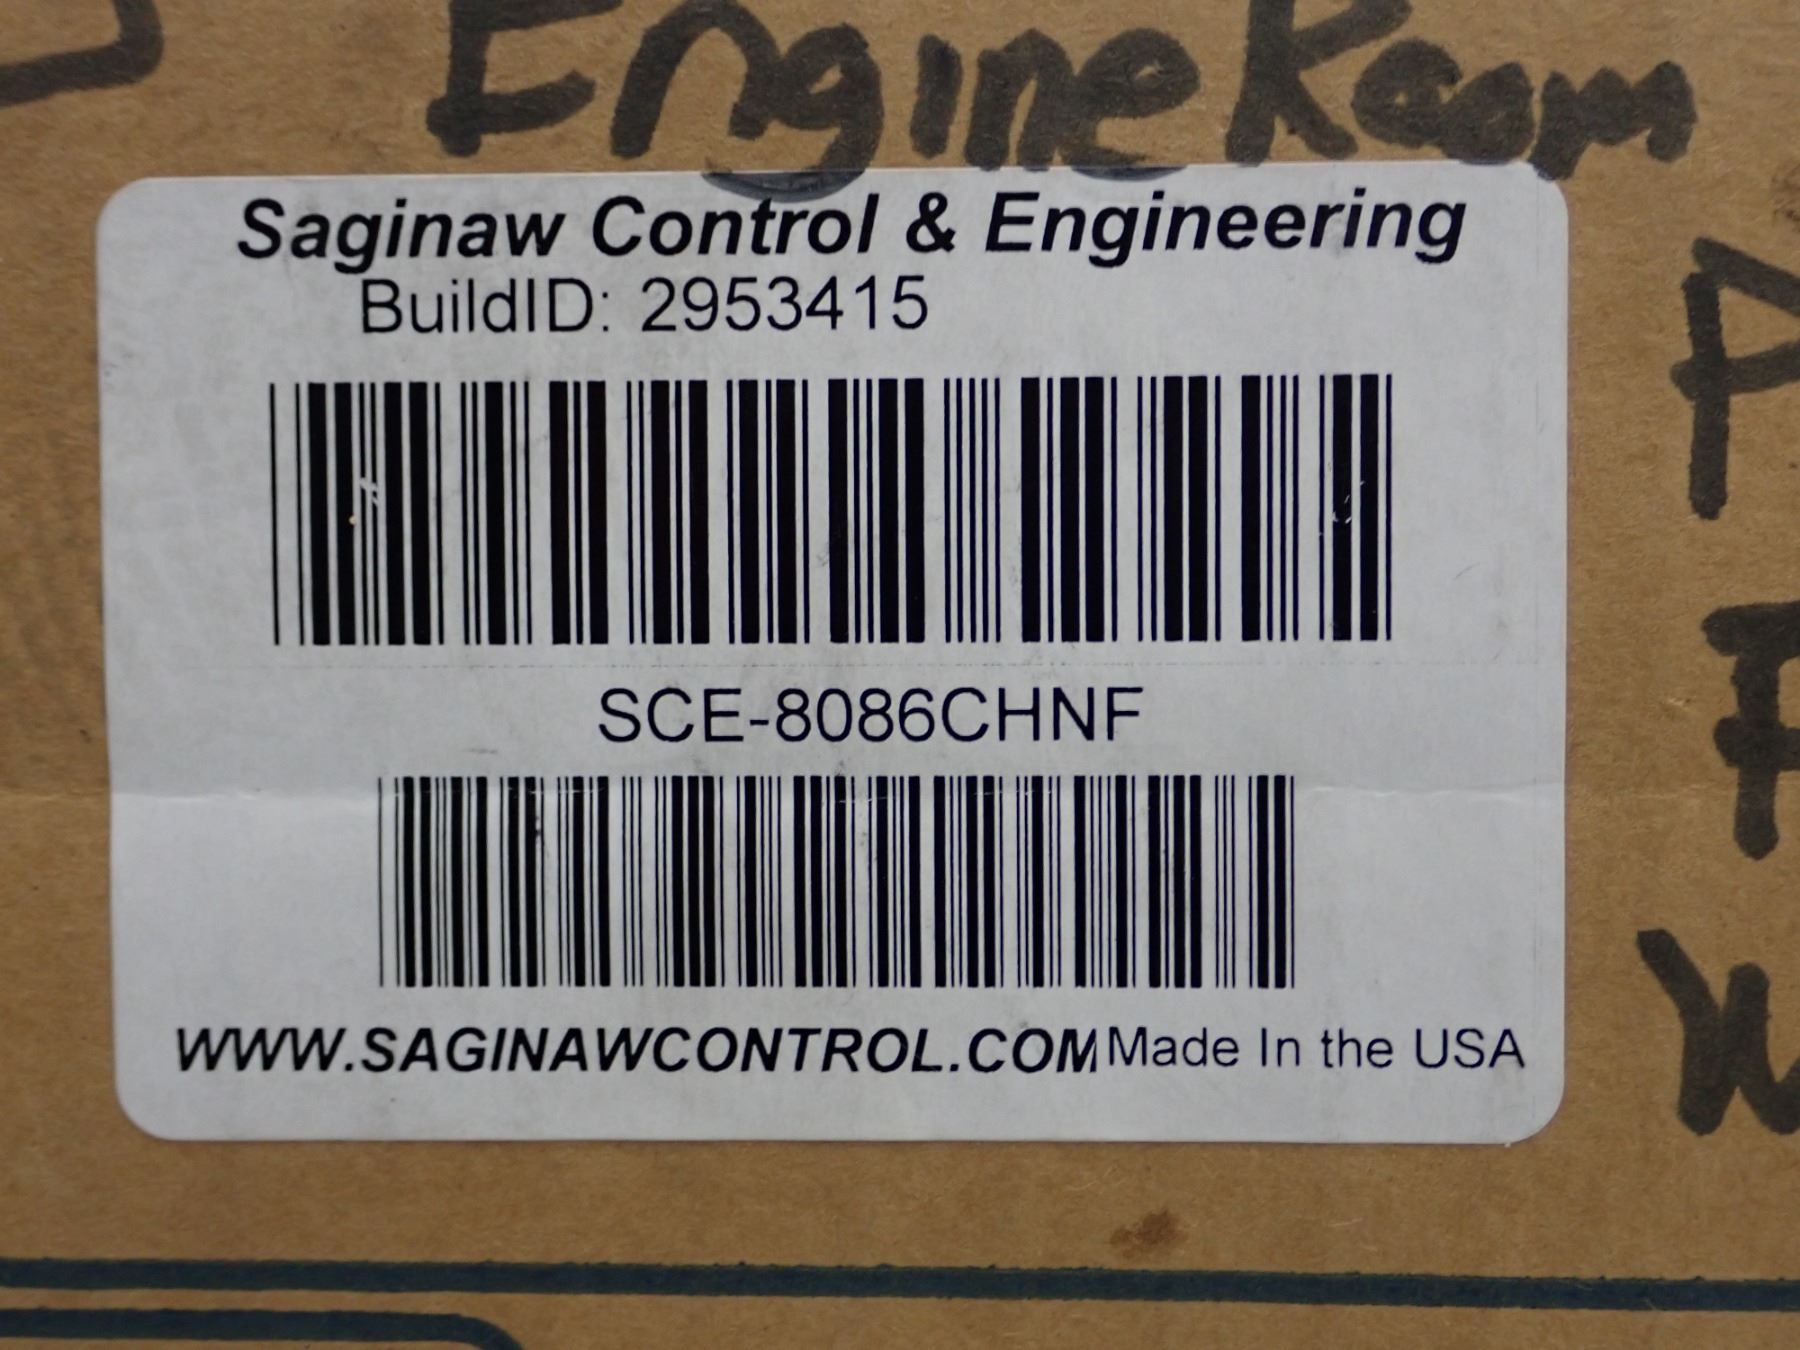 Engine Room
Saginaw Control & Engineering
BuildID: 2953415
SCE-8086CHNF
WWW.SAGINAWCONTROL.COM Made In the USA